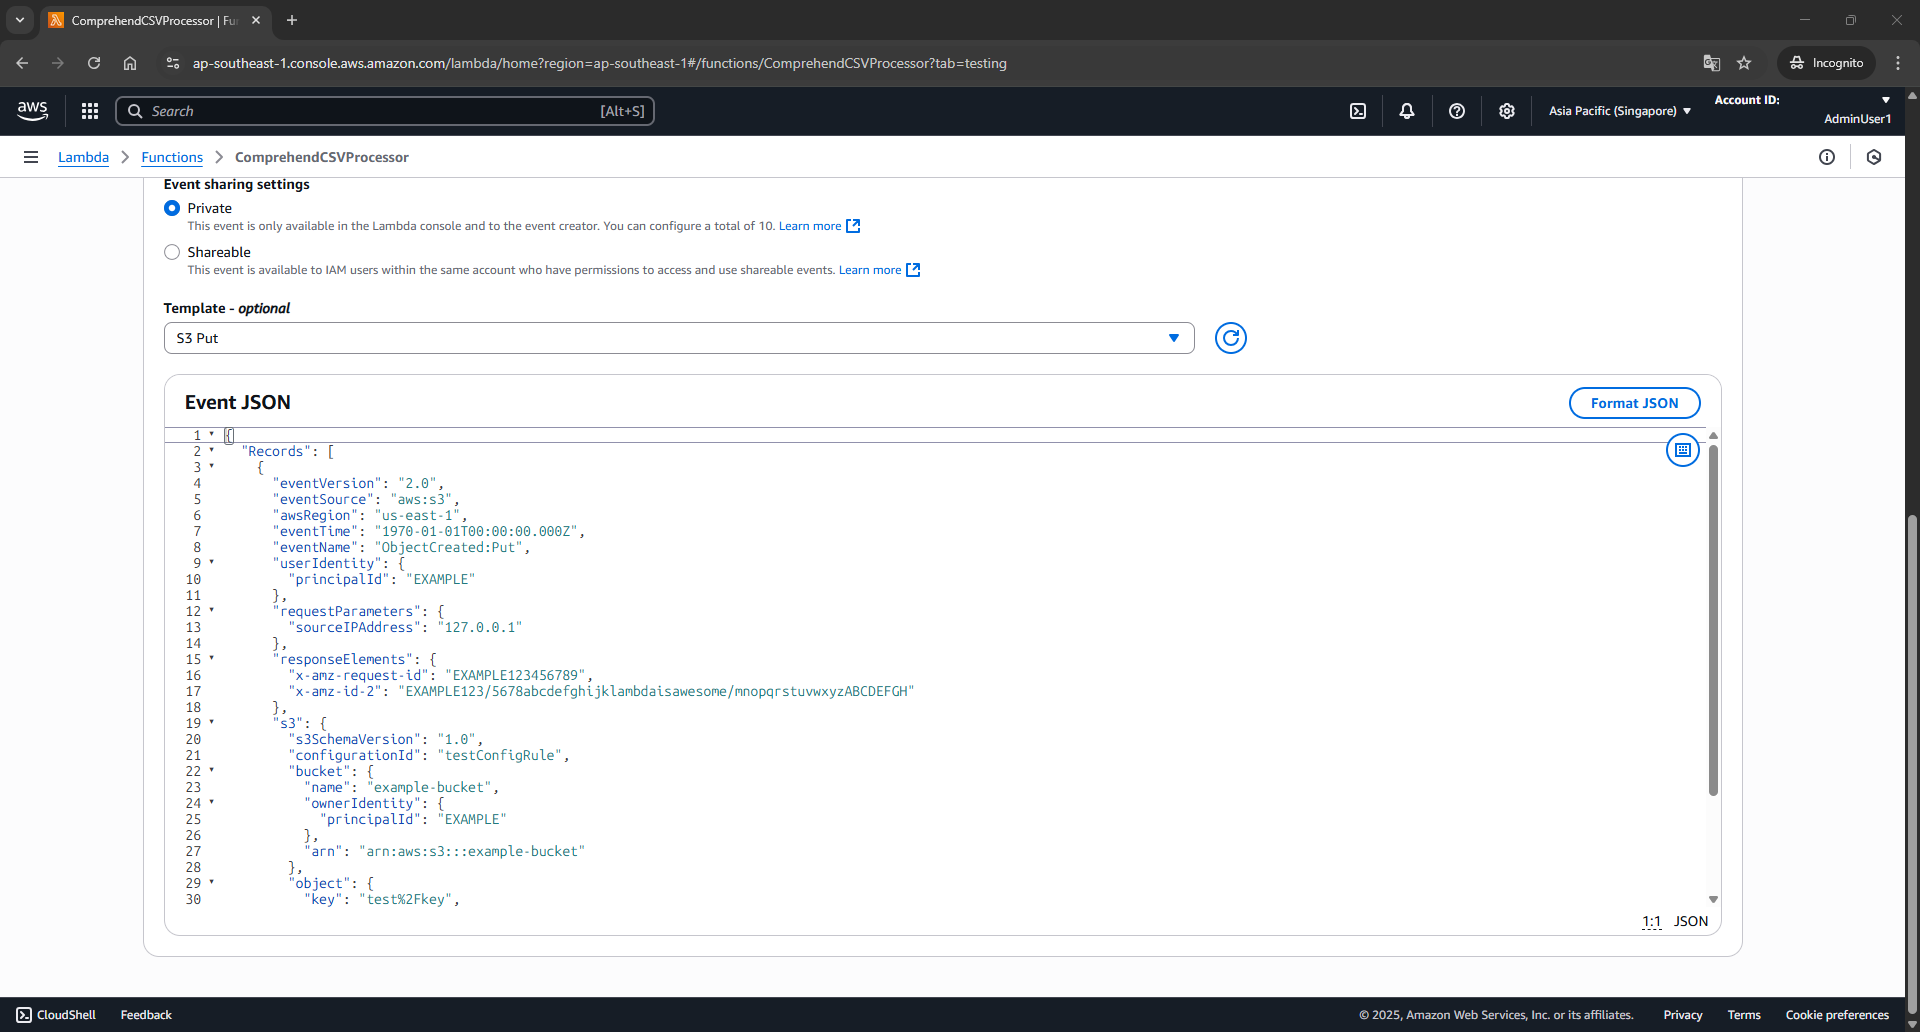 ComprehendCSVProcessor | Fu
ap-southeast-1.console.aws.amazon.com/lambda/home?region=ap-southeast-1#/functions/ComprehendCSVProcessor?tab=testing
Incognito
aws
Search
[Alt+S]
Asia Pacific (Singapore)
Account ID:
AdminUser1
Lambda
Functions
ComprehendCSVProcessor
Event sharing settings
Private
This event is only available in the Lambda console and to the event creator. You can configure a total of 10. Learn more
Shareable
This event is available to IAM users within the same account who have permissions to access and use shareable events. Learn more
Template - optional
S3 Put
Event JSON
Format JSON
1 {
2 "Records": [
3 {
4 "eventVersion": "2.0",
5 "eventSource": "aws:s3",
6 "awsRegion": "us-east-1",
7 "eventTime": "1970-01-01T00:00:00.000Z",
8 "eventName": "ObjectCreated:Put",
9 "userIdentity": {
10 "principalId": "EXAMPLE"
11 },
12 "requestParameters": {
13 "sourceIPAddress": "127.0.0.1"
14 },
15 "responseElements": {
16 "x-amz-request-id": "EXAMPLE123456789",
17 "x-amz-id-2": "EXAMPLE123/5678abcdefghijklambdaisawesome/mnopqrstuvwxyzABCDEFGH"
18 },
19 "s3": {
20 "s3SchemaVersion": "1.0",
21 "configurationId": "testConfigRule",
22 "bucket": {
23 "name": "example-bucket",
24 "ownerIdentity": {
25 "principalId": "EXAMPLE"
26 },
27 "arn": "arn:aws:s3:::example-bucket"
28 },
29 "object": {
30 "key": "test%2Fkey",
1:1 JSON
CloudShell
Feedback
© 2025, Amazon Web Services, Inc. or its affiliates.
Privacy
Terms
Cookie preferences